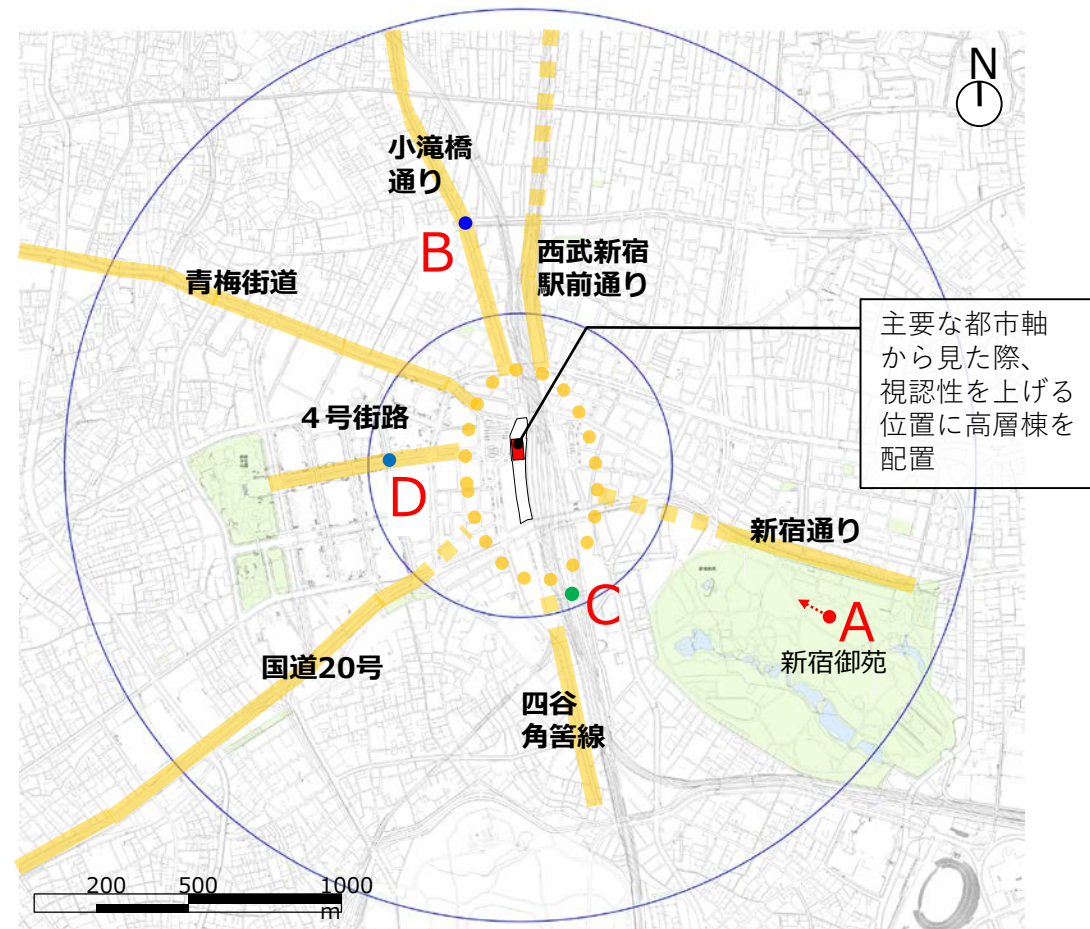 N
小滝橋
通り
B
西武新宿
駅前通り
青梅街道
主要な都市軸
から見た際、
視認性を上げる
位置に高層棟を
配置
４号街路
D
新宿通り
C
A
新宿御苑
国道20号
四谷
角筈線
200 500 1000
m